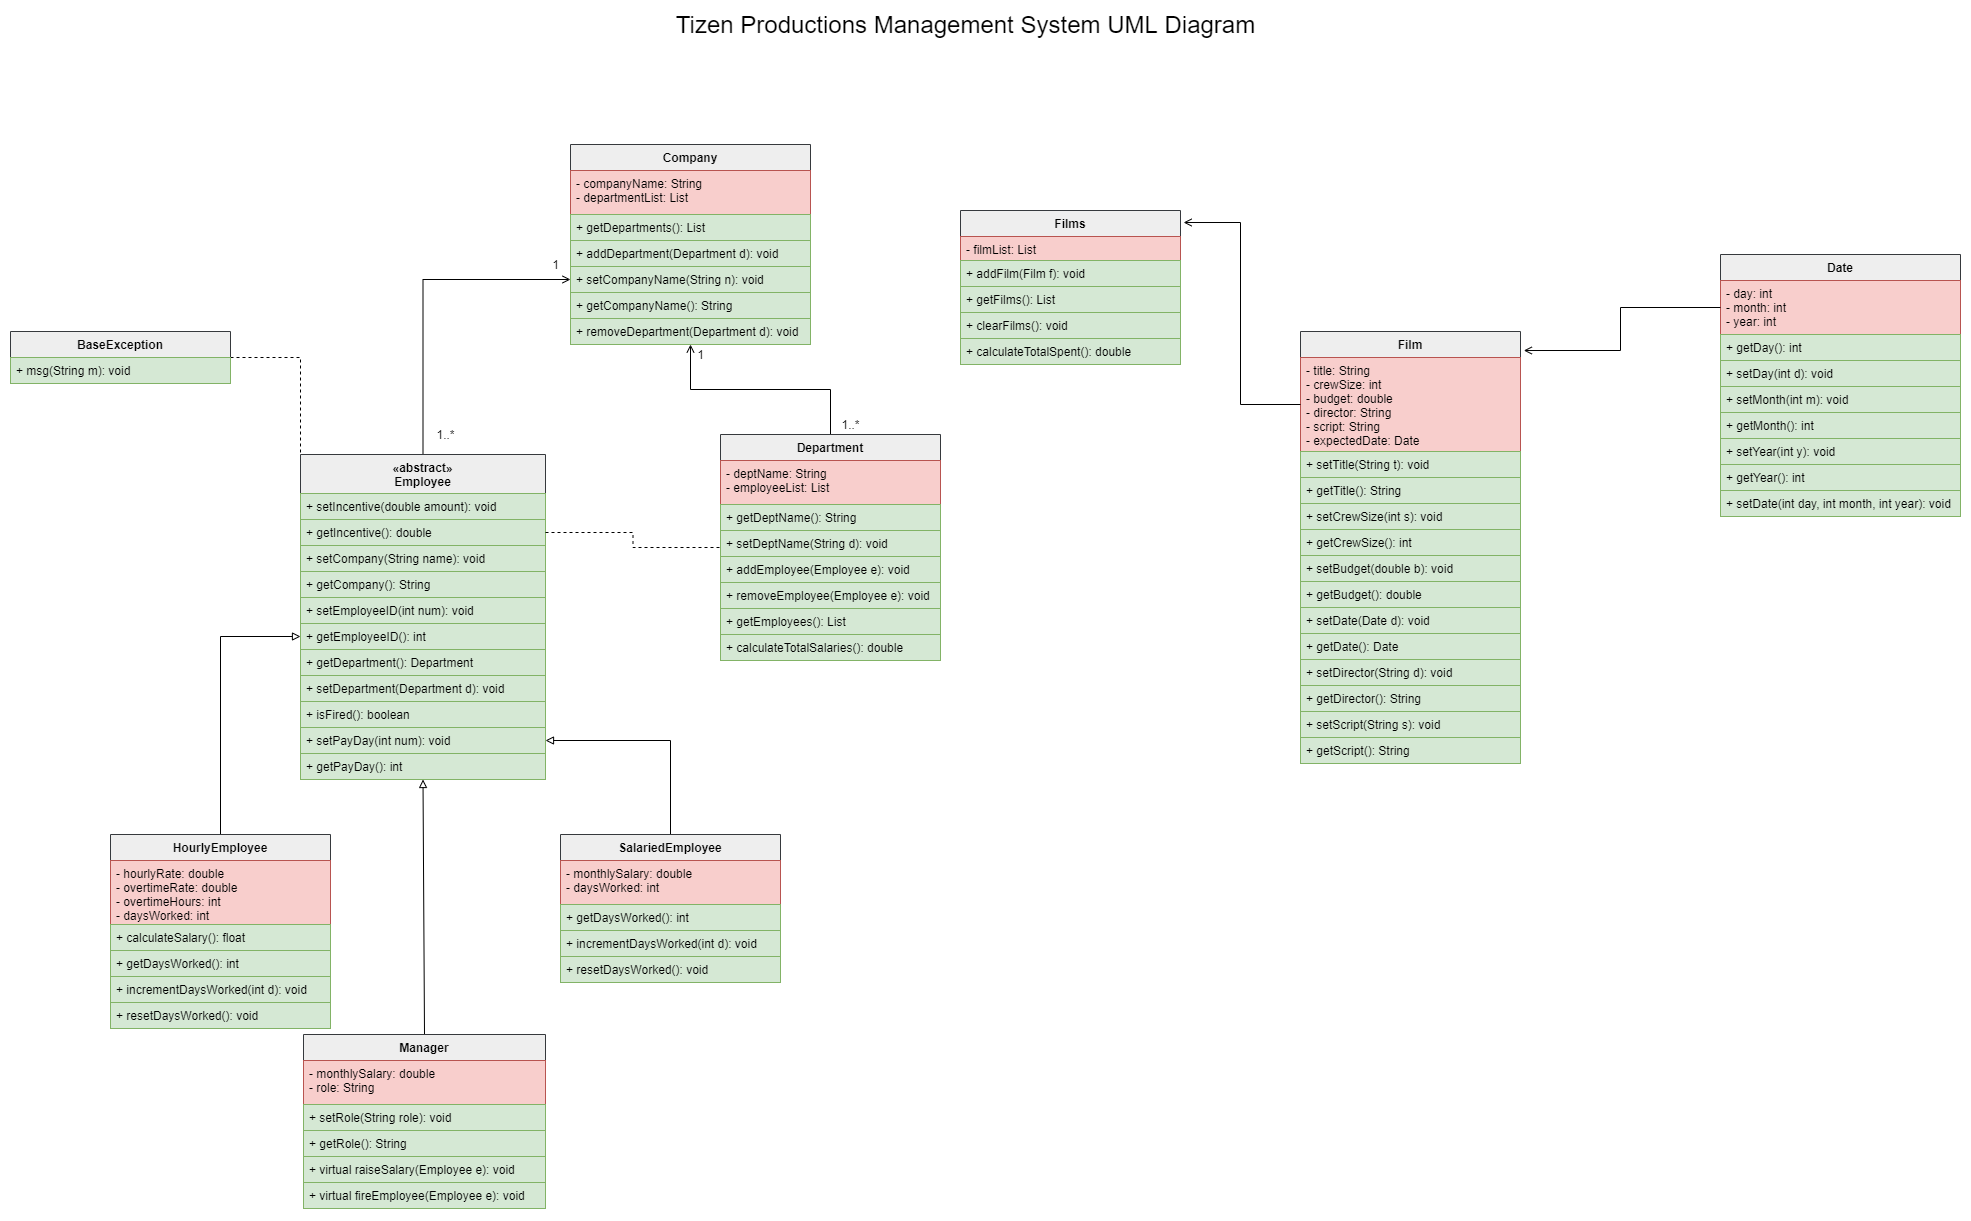 Tizen Productions Management System UML Diagram
Company
- companyName: String
- departmentList: List
+ getDepartments(): List
+ addDepartment(Department d): void
+ setCompanyName(String n): void
+ getCompanyName(): String
+ removeDepartment(Department d): void
1
1
1..*
1..*
Films
- filmList: List
+ addFilm(Film f): void
+ getFilms(): List
+ clearFilms(): void
+ calculateTotalSpent(): double
Date
- day: int
- month: int
- year: int
+ getDay(): int
+ setDay(int d): void
+ setMonth(int m): void
+ getMonth(): int
+ setYear(int y): void
+ getYear(): int
+ setDate(int day, int month, int year): void
BaseException
+ msg(String m): void
Film
- title: String
- crewSize: int
- budget: double
- director: String
- script: String
- expectedDate: Date
+ setTitle(String t): void
+ getTitle(): String
+ setCrewSize(int s): void
+ getCrewSize(): int
+ setBudget(double b): void
+ getBudget(): double
+ setDate(Date d): void
+ getDate(): Date
+ setDirector(String d): void
+ getDirector(): String
+ setScript(String s): void
+ getScript(): String
«abstract»
Employee
+ setIncentive(double amount): void
+ getIncentive(): double
+ setCompany(String name): void
+ getCompany(): String
+ setEmployeeID(int num): void
+ getEmployeeID(): int
+ getDepartment(): Department
+ setDepartment(Department d): void
+ isFired(): boolean
+ setPayDay(int num): void
+ getPayDay(): int
Department
- deptName: String
- employeeList: List
+ getDeptName(): String
+ setDeptName(String d): void
+ addEmployee(Employee e): void
+ removeEmployee(Employee e): void
+ getEmployees(): List
+ calculateTotalSalaries(): double
HourlyEmployee
- hourlyRate: double
- overtimeRate: double
- overtimeHours: int
- daysWorked: int
+ calculateSalary(): float
+ getDaysWorked(): int
+ incrementDaysWorked(int d): void
+ resetDaysWorked(): void
SalariedEmployee
- monthlySalary: double
- daysWorked: int
+ getDaysWorked(): int
+ incrementDaysWorked(int d): void
+ resetDaysWorked(): void
Manager
- monthlySalary: double
- role: String
+ setRole(String role): void
+ getRole(): String
+ virtual raiseSalary(Employee e): void
+ virtual fireEmployee(Employee e): void